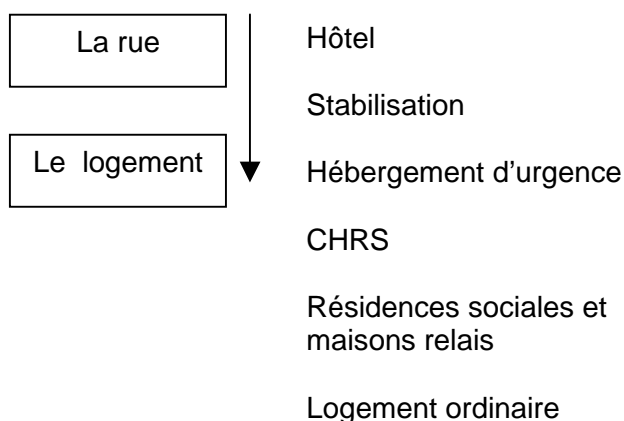 La rue
Le logement
Hôtel
Stabilisation
Hébergement d'urgence
CHRS
Résidences sociales et
maisons relais
Logement ordinaire